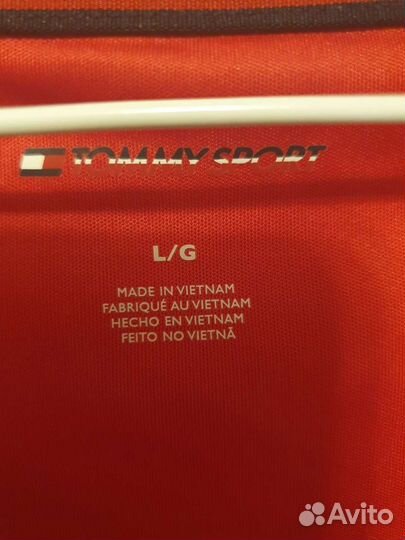 TOMMY SPORT
L/G
MADE IN VIETNAM
FABRIQUÉ AU VIETNAM
HECHO EN VIETNAM
FEITO NO VIETNÃ
Avito